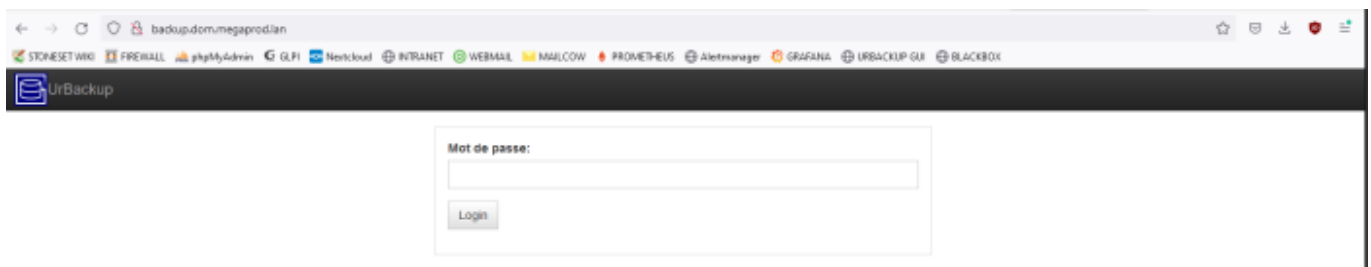 backup.dom.megaprod.lan
STONESET WIKI FIREWALL phpMyAdmin GLPI Nextcloud INTRANET WEBMAIL MAILCOW PROMETHEUS Alertmanager GRAFANA URBACKUP GUI BLACKBOX
UrBackup
Mot de passe:
Login